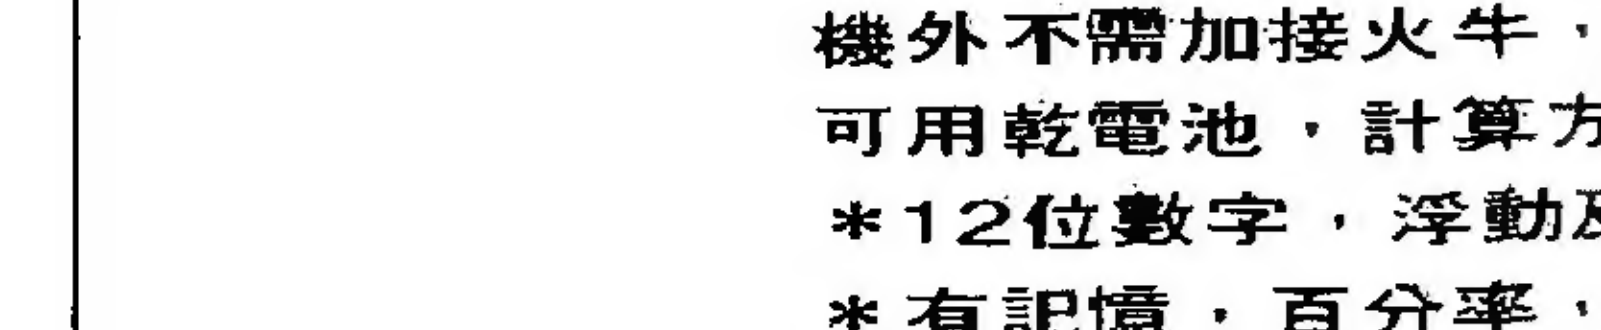 機外不需加接火牛，
可用乾電池，計算方
*12位數字，浮動及
*有記憶，百分率，